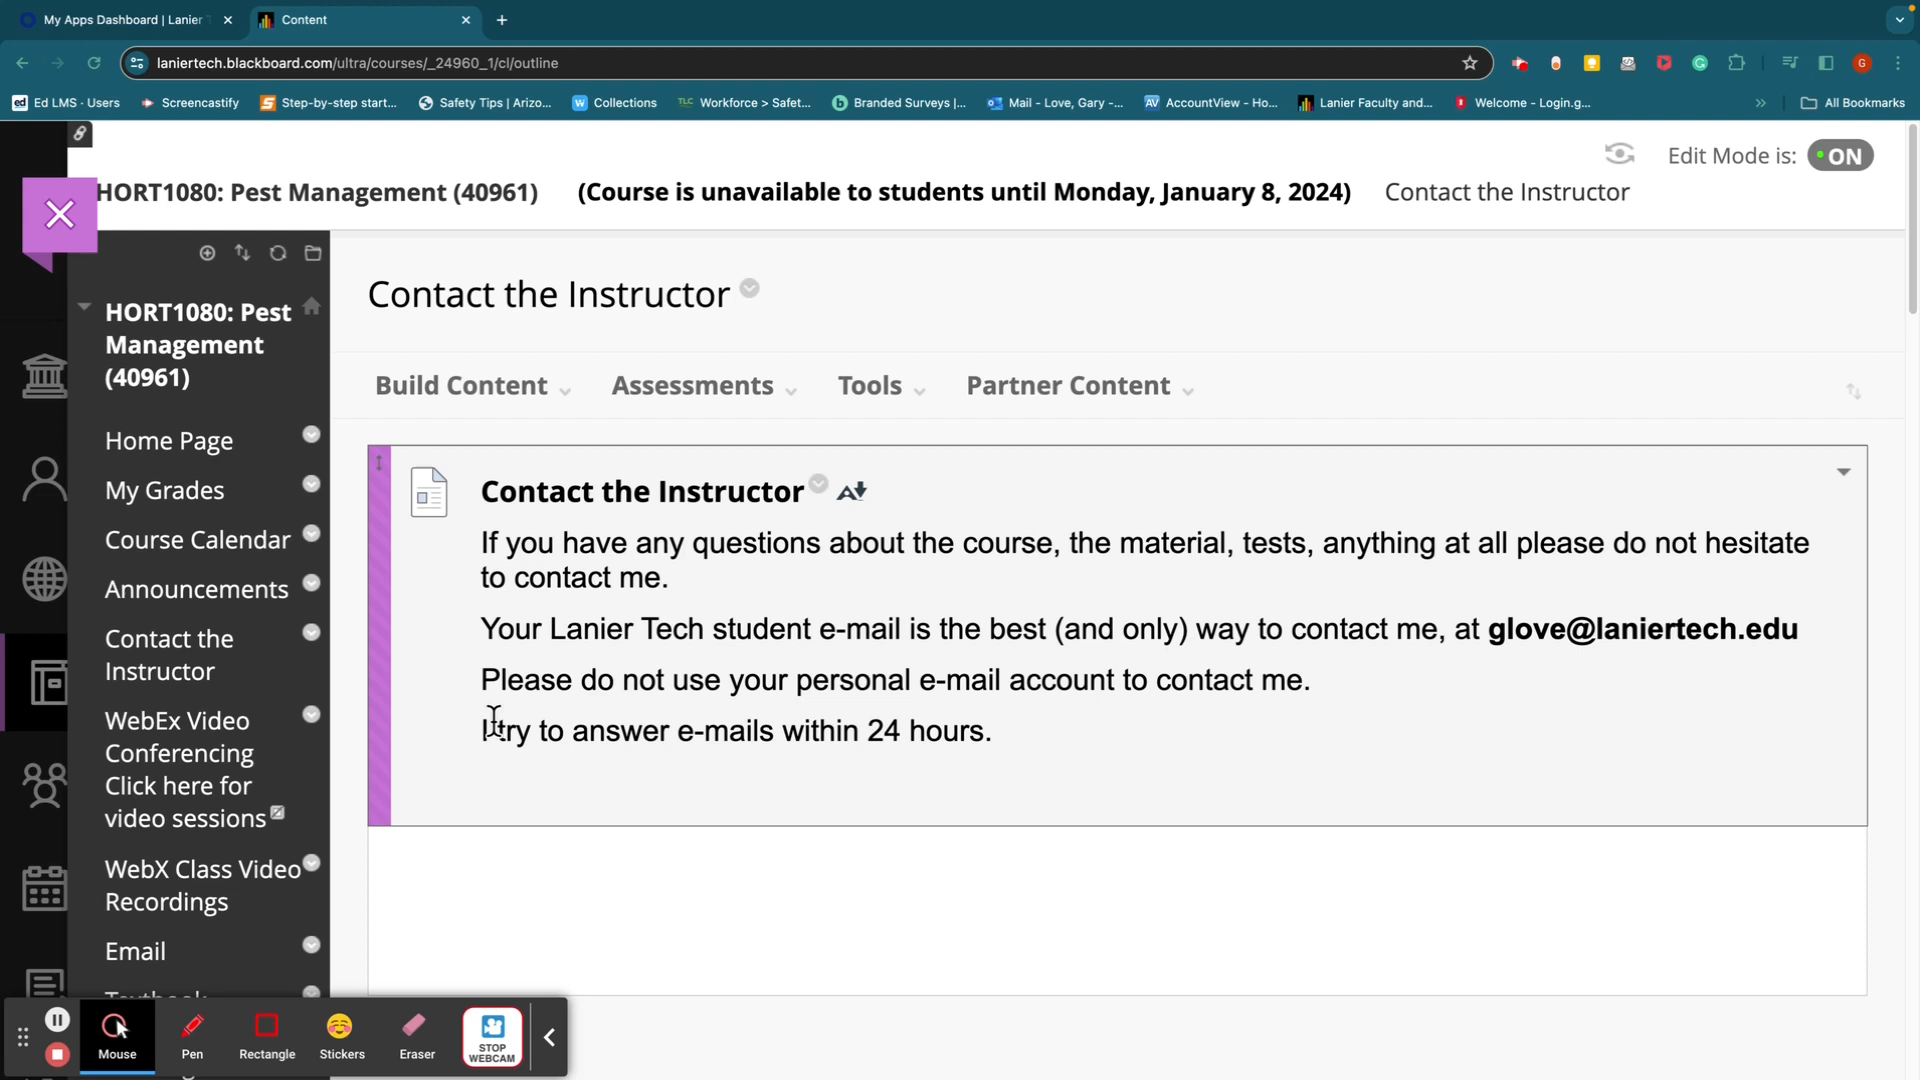 My Apps Dashboard | Lanier
Content
laniertech.blackboard.com/ultra/courses/_24960_1/cl/outline
G
Ed LMS - Users
Screencastify
Step-by-step start...
Safety Tips | Arizo...
Collections
TLC Workforce > Safet...
Branded Surveys |...
Mail - Love, Gary -...
AV AccountView - Ho...
Lanier Faculty and...
Welcome - Login.g...
All Bookmarks
Edit Mode is: ON
HORT1080: Pest Management (40961) (Course is unavailable to students until Monday, January 8, 2024) Contact the Instructor
HORT1080: Pest
Management
(40961)
Home Page
My Grades
Course Calendar
Announcements
Contact the
Instructor
WebEx Video
Conferencing
Click here for
video sessions
WebX Class Video
Recordings
Email
Contact the Instructor
Build Content Assessments Tools Partner Content
Contact the Instructor
If you have any questions about the course, the material, tests, anything at all please do not hesitate
to contact me.
Your Lanier Tech student e-mail is the best (and only) way to contact me, at glove@laniertech.edu
Please do not use your personal e-mail account to contact me.
I try to answer e-mails within 24 hours.
Mouse
Pen
Rectangle
Stickers
Eraser
STOP
WEBCAM